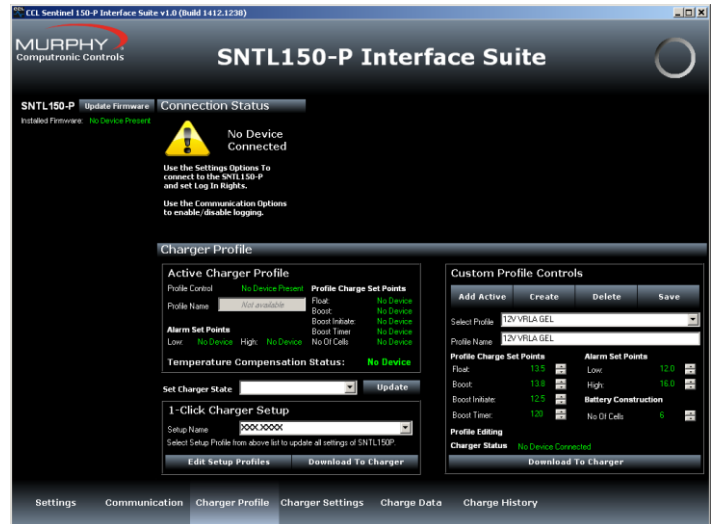 CCL Sentinel 150-P Interface Suite v1.0 (Build 1412.1238)
MURPHY
Computronic Controls
SNTL150-P Interface Suite
SNTL150-P Update Firmware
Installed Firmware: No Device Present
Connection Status
No Device
Connected
Use the Settings Options To
connect to the SNTL150-P
and set Log In Rights.
Use the Communication Options
to enable/disable logging.
Charger Profile
Active Charger Profile
Profile Control No Device Present
Profile Name Not available
Alarm Set Points
Low: No Device High: No Device
Profile Charge Set Points
Float: No Device
Boost: No Device
Boost Initiate: No Device
Boost Timer No Device
No Of Cells No Device
Temperature Compensation Status: No Device
Set Charger State Update
1-Click Charger Setup
Setup Name XXX.XXXX
Select Setup Profile from above list to update all settings of SNTL150P.
Edit Setup Profiles Download To Charger
Custom Profile Controls
Add Active Create Delete Save
Select Profile 12V VRLA GEL
Profile Name 12V VRLA GEL
Profile Charge Set Points
Float: 13.5
Boost: 13.8
Boost Initiate: 12.5
Boost Timer: 120
Alarm Set Points
Low: 12.0
High: 16.0
Battery Construction
No Of Cells 6
Profile Editing
Charger Status No Device Connected
Download To Charger
Settings Communication Charger Profile Charger Settings Charge Data Charge History